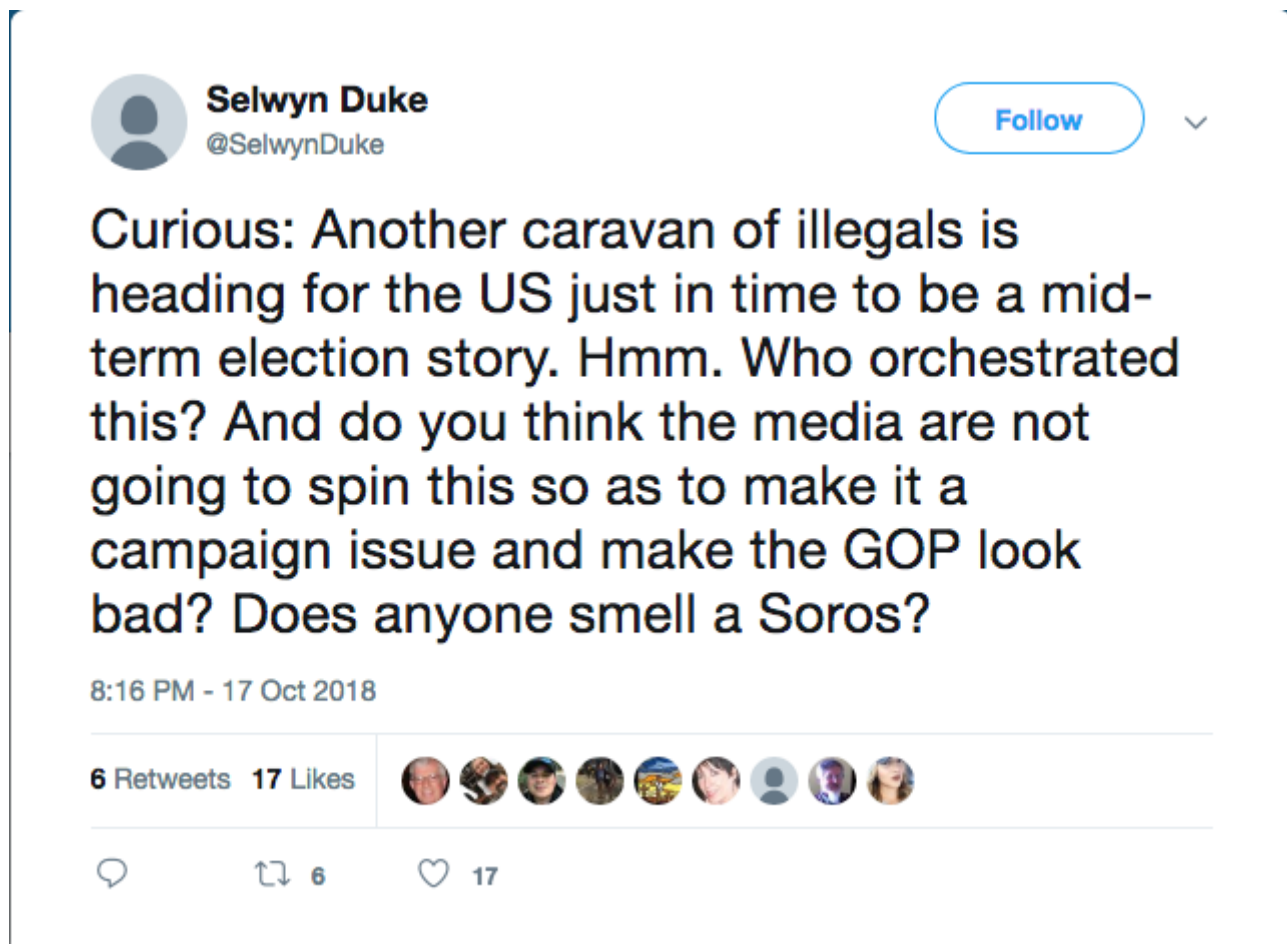 Selwyn Duke
@SelwynDuke
Follow
Curious: Another caravan of illegals is
heading for the US just in time to be a mid-
term election story. Hmm. Who orchestrated
this? And do you think the media are not
going to spin this so as to make it a
campaign issue and make the GOP look
bad? Does anyone smell a Soros?
8:16 PM - 17 Oct 2018
6 Retweets 17 Likes
6 17